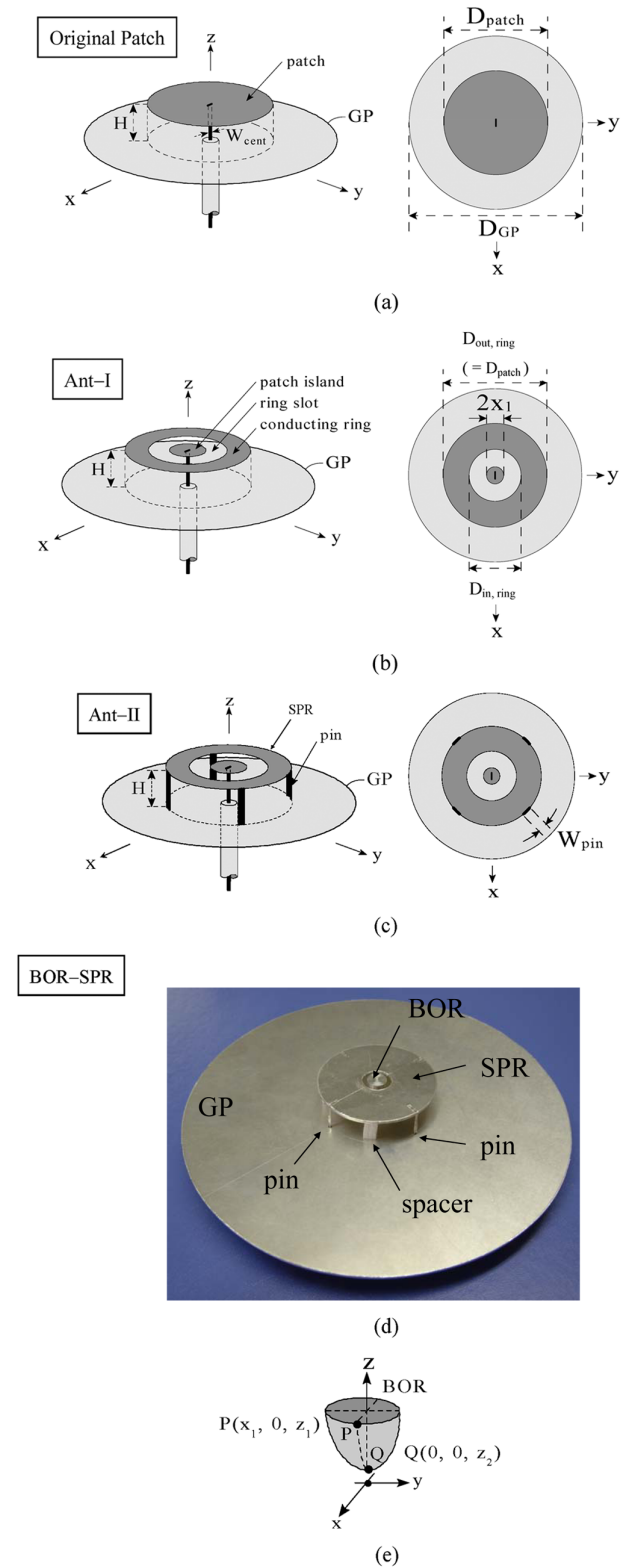 Original Patch
z
patch
GP
H
W_cent
x
y
D_patch
y
D_GP
x
(a)
Ant–I
z
patch island
ring slot
conducting ring
GP
H
x
y
D_out, ring
( = D_patch )
2x_1
y
D_in, ring
x
(b)
Ant–II
z
SPR
pin
GP
H
x
y
y
W_pin
x
(c)
BOR–SPR
BOR
SPR
GP
pin
pin
spacer
(d)
z
BOR
P(x_1, 0, z_1)
P
Q
Q(0, 0, z_2)
y
x
(e)